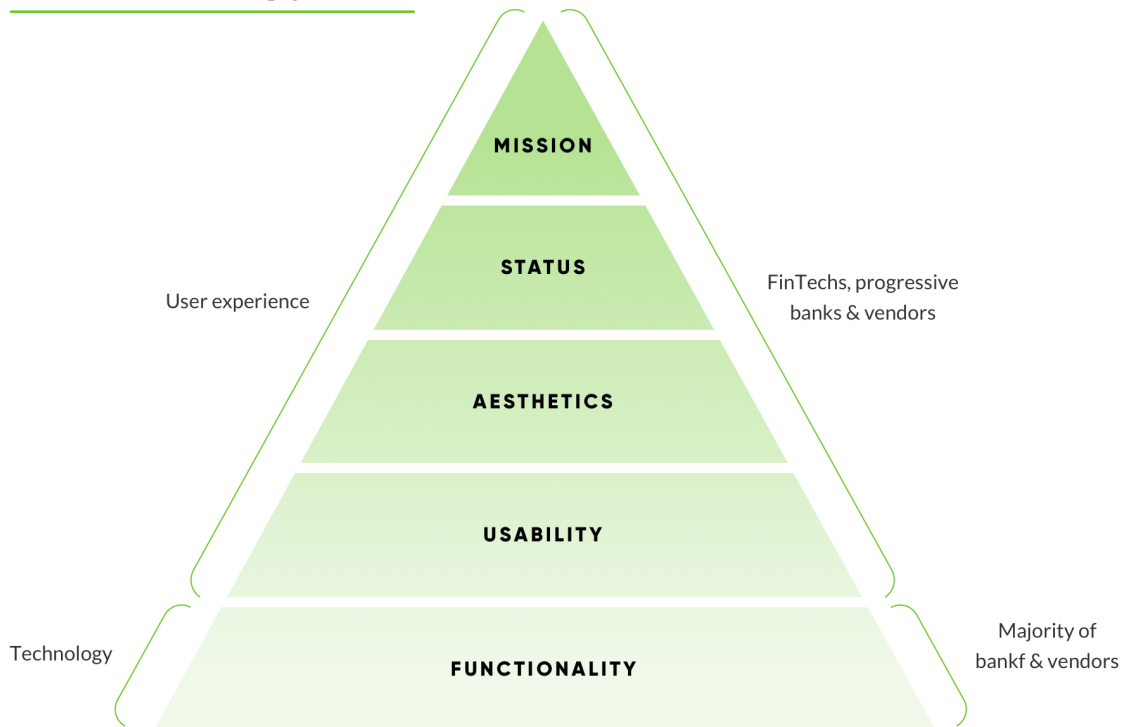 MISSION
STATUS
User experience
FinTechs, progressive
banks & vendors
AESTHETICS
USABILITY
Technology
FUNCTIONALITY
Majority of
bankf & vendors